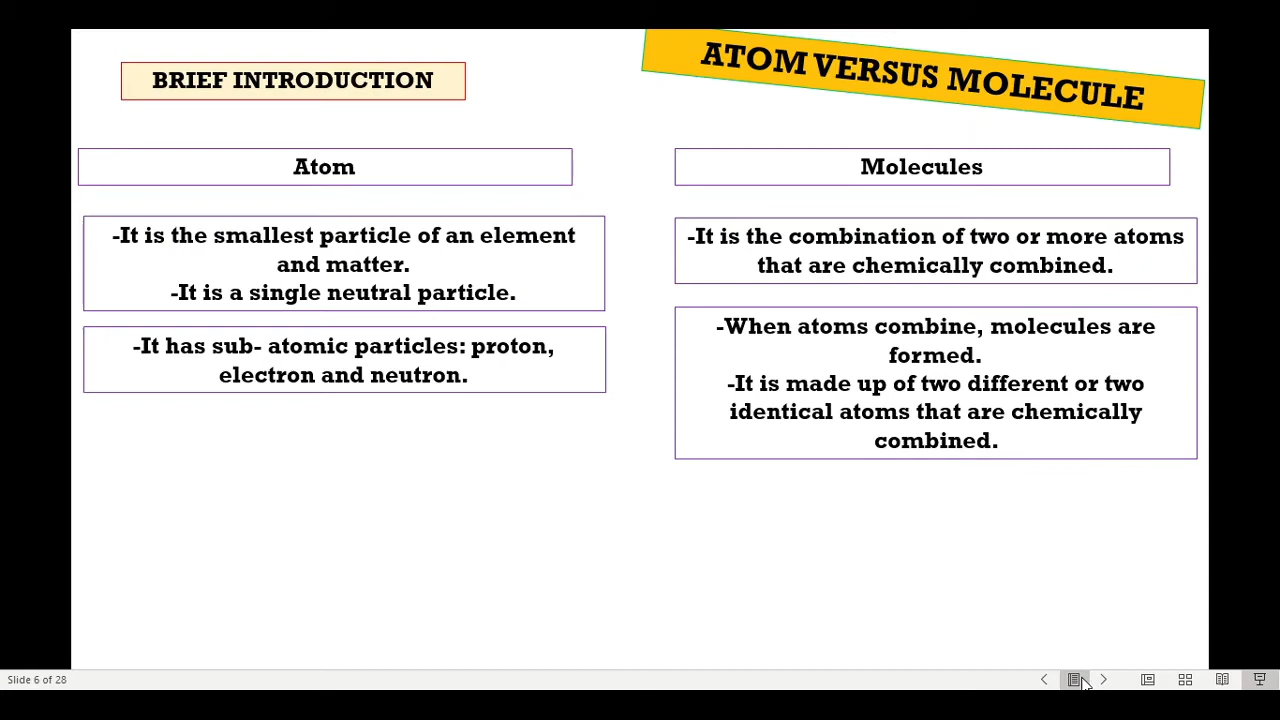 BRIEF INTRODUCTION
ATOM VERSUS MOLECULE
Atom
-It is the smallest particle of an element
and matter.
-It is a single neutral particle.
-It has sub- atomic particles: proton,
electron and neutron.
Molecules
-It is the combination of two or more atoms
that are chemically combined.
-When atoms combine, molecules are
formed.
-It is made up of two different or two
identical atoms that are chemically
combined.
Slide 6 of 28